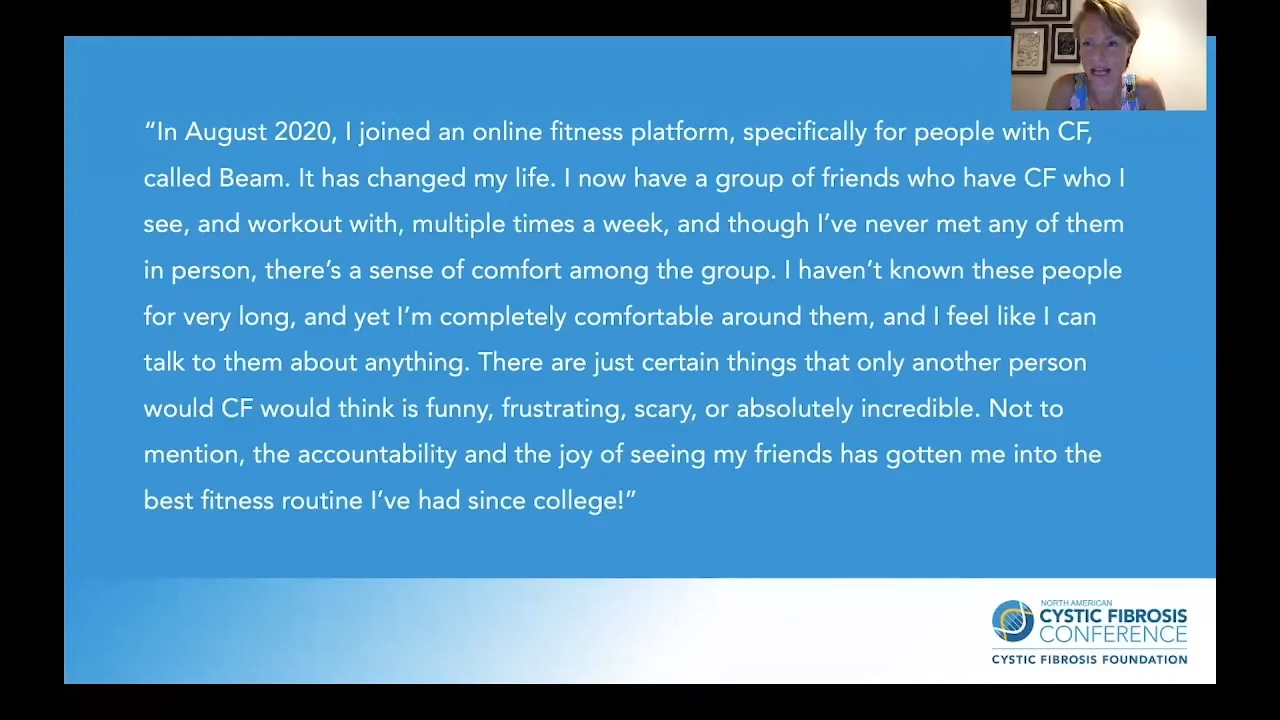 “In August 2020, I joined an online fitness platform, specifically for people with CF,
called Beam. It has changed my life. I now have a group of friends who have CF who I
see, and workout with, multiple times a week, and though I’ve never met any of them
in person, there’s a sense of comfort among the group. I haven’t known these people
for very long, and yet I’m completely comfortable around them, and I feel like I can
talk to them about anything. There are just certain things that only another person
would CF would think is funny, frustrating, scary, or absolutely incredible. Not to
mention, the accountability and the joy of seeing my friends has gotten me into the
best fitness routine I’ve had since college!”
NORTH AMERICAN
CYSTIC FIBROSIS
CONFERENCE
CYSTIC FIBROSIS FOUNDATION